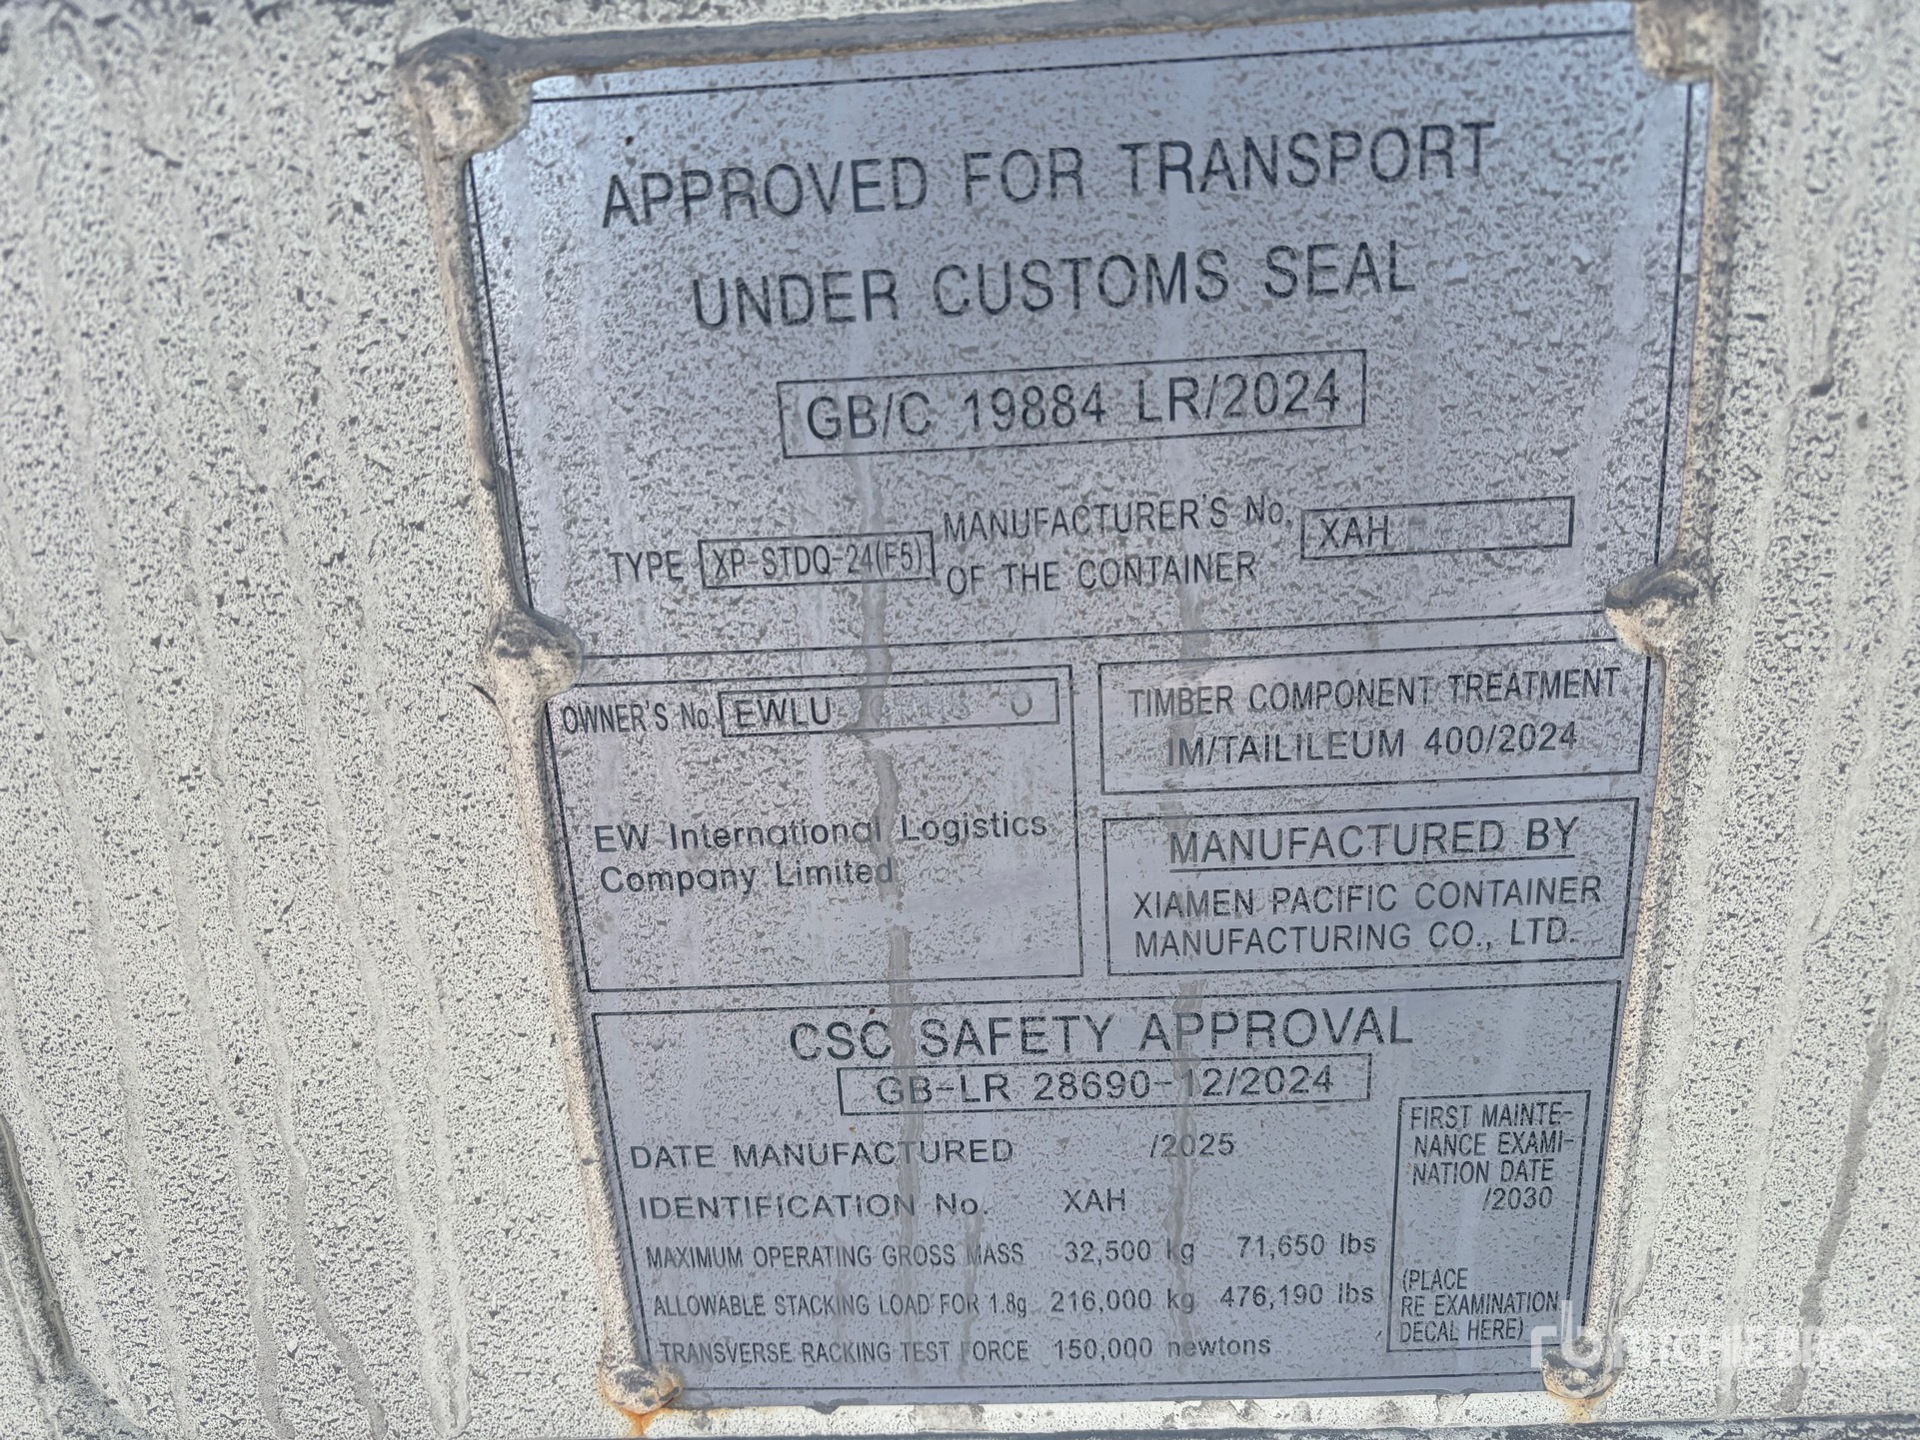 APPROVED FOR TRANSPORT
UNDER CUSTOMS SEAL
GB/C 19884 LR/2024
TYPE XP-STDQ-24(F5) MANUFACTURER'S No. XAH
OF THE CONTAINER
OWNER'S No. EWLU
EW International Logistics
Company Limited
TIMBER COMPONENT TREATMENT
IM/TAILILEUM 400/2024
MANUFACTURED BY
XIAMEN PACIFIC CONTAINER
MANUFACTURING CO., LTD.
CSC SAFETY APPROVAL
GB-LR 28690-12/2024
DATE MANUFACTURED /2025
IDENTIFICATION No. XAH
MAXIMUM OPERATING GROSS MASS 32,500 kg 71,650 lbs
ALLOWABLE STACKING LOAD FOR 1.8g 216,000 kg 476,190 lbs
TRANSVERSE RACKING TEST FORCE 150,000 newtons
FIRST MAINTE-
NANCE EXAMI-
NATION DATE
/2030
(PLACE
RE EXAMINATION
DECAL HERE)
rb RITCHIE BROS.